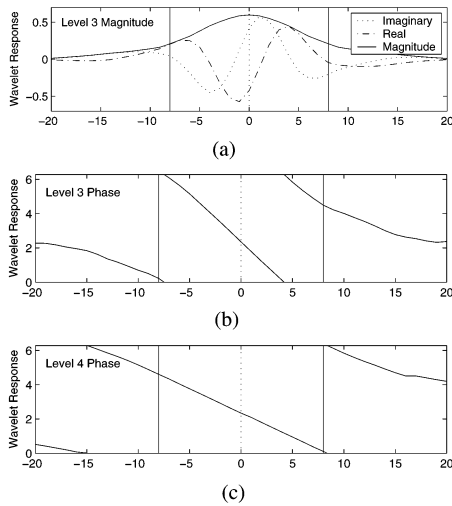 Level 3 Magnitude
Imaginary
Real
Magnitude
Wavelet Response
0.5
0
−0.5
−20 −15 −10 −5 0 5 10 15 20
(a)
Level 3 Phase
Wavelet Response
6
4
2
0
−20 −15 −10 −5 0 5 10 15 20
(b)
Level 4 Phase
Wavelet Response
6
4
2
0
−20 −15 −10 −5 0 5 10 15 20
(c)